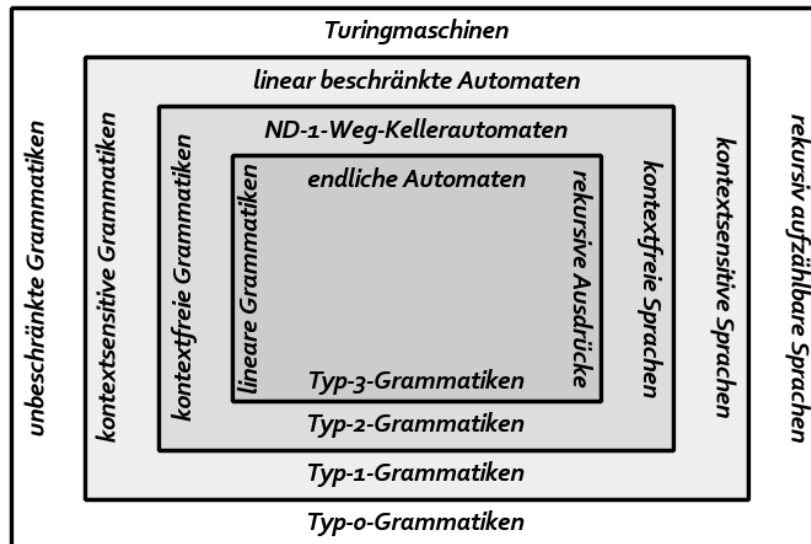 Turingmaschinen
linear beschränkte Automaten
ND-1-Weg-Kellerautomaten
endliche Automaten
unbeschränkte Grammatiken
kontextsensitive Grammatiken
kontextfreie Grammatiken
lineare Grammatiken
rekursive Ausdrücke
kontextfreie Sprachen
kontextsensitive Sprachen
rekursiv aufzählbare Sprachen
Typ-3-Grammatiken
Typ-2-Grammatiken
Typ-1-Grammatiken
Typ-0-Grammatiken